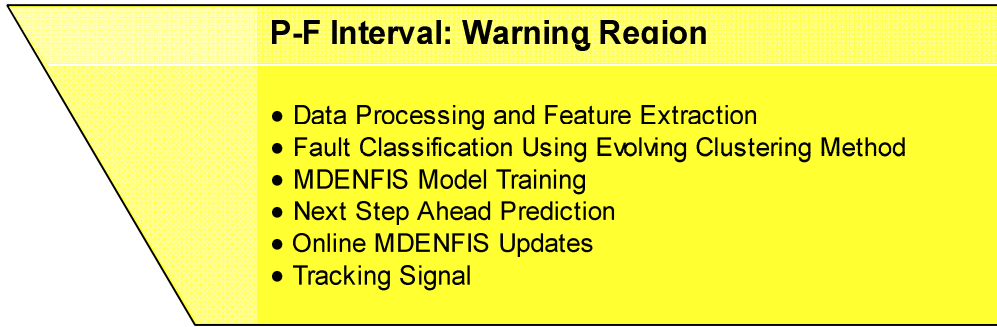 P-F Interval: Warning Region
● Data Processing and Feature Extraction
● Fault Classification Using Evolving Clustering Method
● MDENFIS Model Training
● Next Step Ahead Prediction
● Online MDENFIS Updates
● Tracking Signal